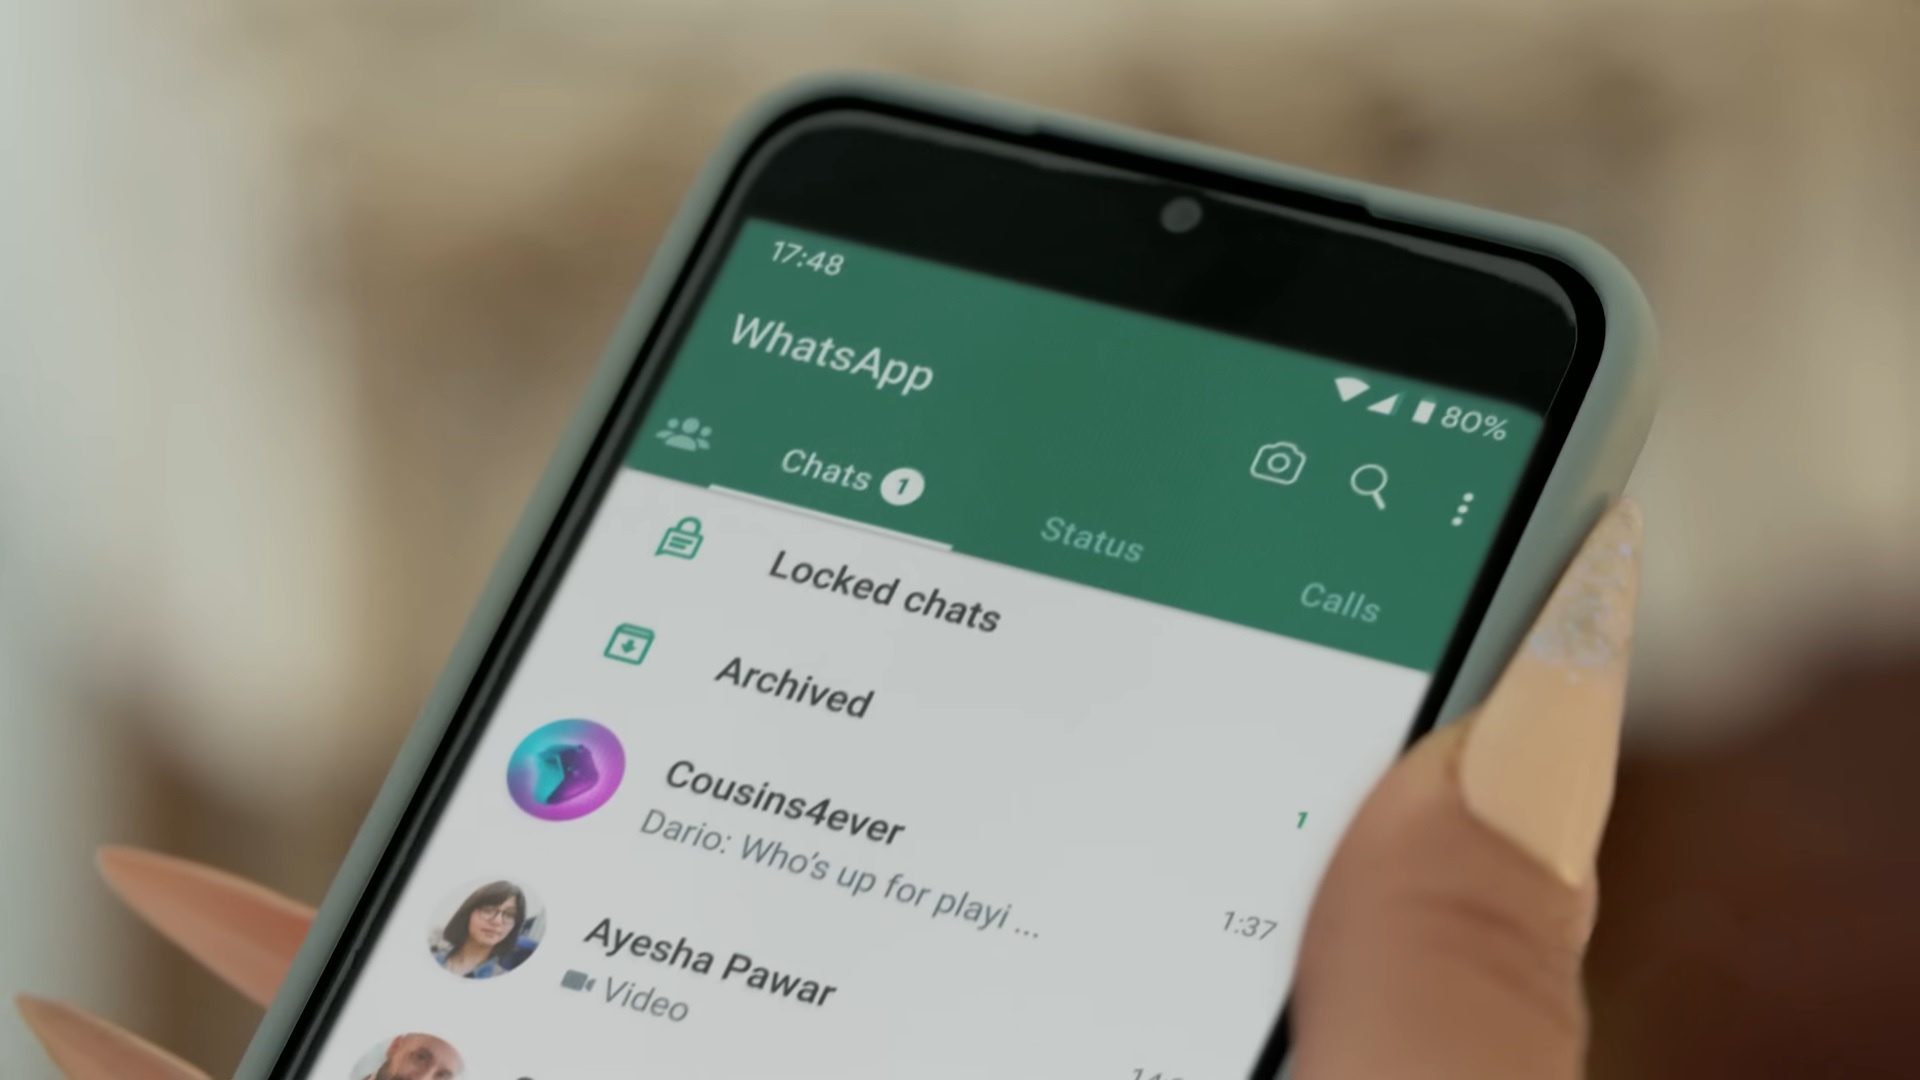 17:48
80%
WhatsApp
Chats 1
Status
Calls
Locked chats
Archived
Cousins4ever
1
Dario: Who's up for playi ...
1:37
Ayesha Pawar
Video